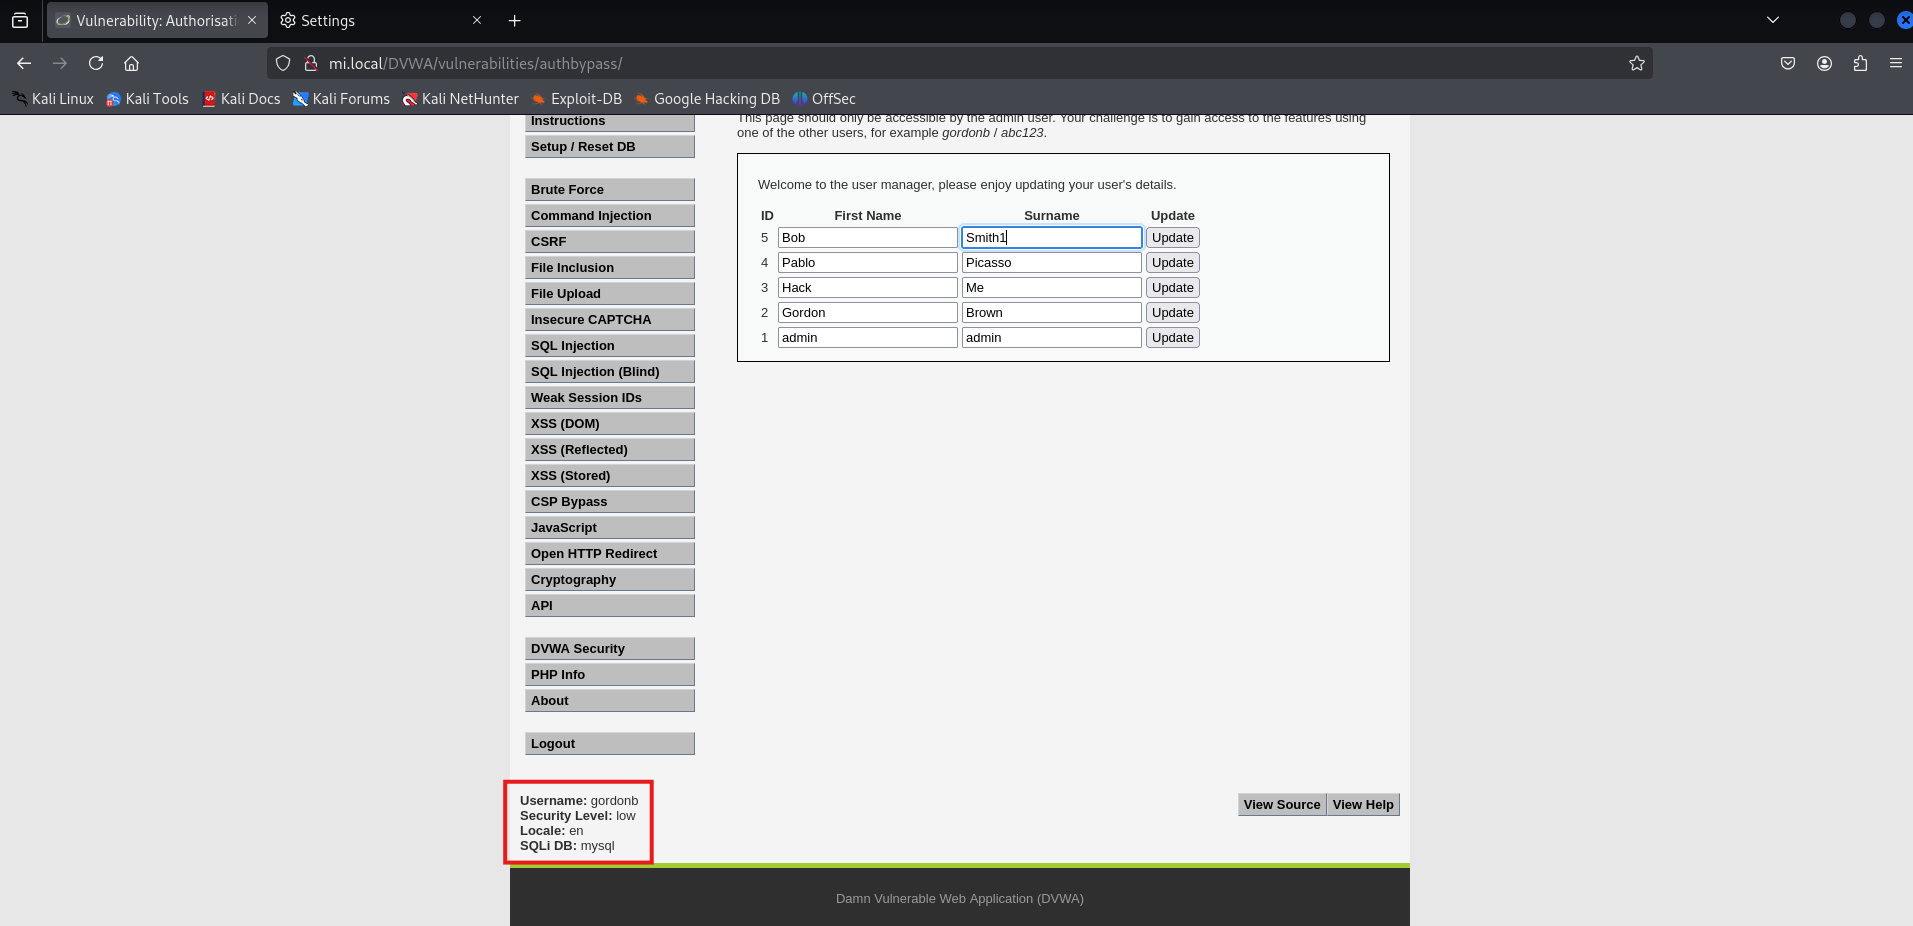 Vulnerability: Authorisati
Settings
mi.local/DVWA/vulnerabilities/authbypass/
Kali Linux Kali Tools Kali Docs Kali Forums Kali NetHunter Exploit-DB Google Hacking DB OffSec
Instructions
Setup / Reset DB
Brute Force
Command Injection
CSRF
File Inclusion
File Upload
Insecure CAPTCHA
SQL Injection
SQL Injection (Blind)
Weak Session IDs
XSS (DOM)
XSS (Reflected)
XSS (Stored)
CSP Bypass
JavaScript
Open HTTP Redirect
Cryptography
API
DVWA Security
PHP Info
About
Logout
This page should only be accessible by the admin user. Your challenge is to gain access to the features using
one of the other users, for example gordonb / abc123.
Welcome to the user manager, please enjoy updating your user's details.
ID First Name Surname Update
5 Bob Smith1 Update
4 Pablo Picasso Update
3 Hack Me Update
2 Gordon Brown Update
1 admin admin Update
Username: gordonb
Security Level: low
Locale: en
SQLi DB: mysql
View Source View Help
Damn Vulnerable Web Application (DVWA)